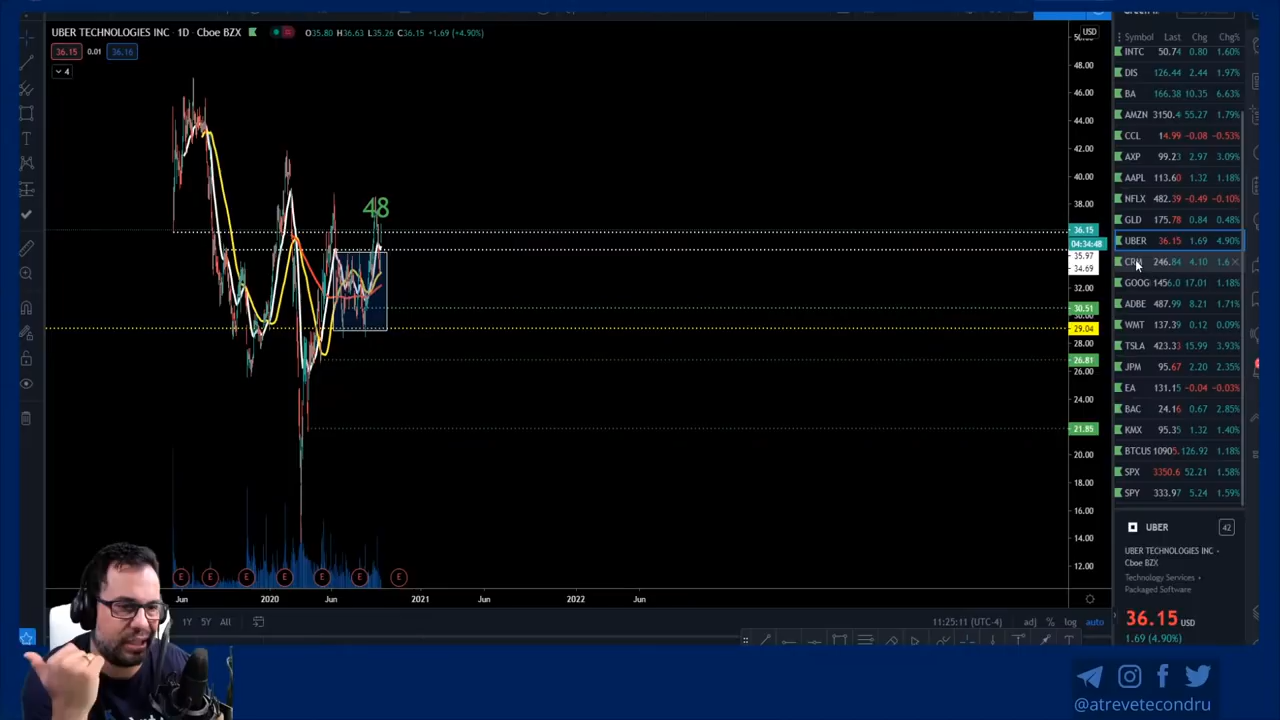 UBER TECHNOLOGIES INC · 1D · Cboe BZX O35.80 H36.63 L35.26 C36.15 +1.69 (+4.90%)
36.15 0.01 36.16
4
USD
48.00
46.00
44.00
42.00
40.00
38.00
36.15
04:34:48
35.97
34.69
32.00
30.51
30.00
29.04
28.00
26.81
26.00
24.00
21.85
20.00
18.00
16.00
14.00
12.00
48
E E E E E E E
Jun 2020 Jun 2021 Jun 2022 Jun
1Y 5Y All
11:25:11 (UTC-4) adj % log auto
Symbol Last Chg Chg%
INTC 50.74 0.80 1.60%
DIS 126.44 2.44 1.97%
BA 166.38 10.35 6.63%
AMZN 3150.4 55.27 1.79%
CCL 14.99 -0.08 -0.53%
AXP 99.23 2.97 3.09%
AAPL 113.60 1.32 1.18%
NFLX 482.39 -0.49 -0.10%
GLD 175.78 0.84 0.48%
UBER 36.15 1.69 4.90%
CRM 246.84 4.10 1.6
GOOG 1456.0 17.01 1.18%
ADBE 487.99 8.21 1.71%
WMT 137.39 0.12 0.09%
TSLA 423.33 15.99 3.93%
JPM 95.67 2.20 2.35%
EA 131.15 -0.04 -0.03%
BAC 24.16 0.67 2.85%
KMX 95.35 1.32 1.40%
BTCUS 10905. 126.92 1.18%
SPX 3350.6 52.21 1.58%
SPY 333.97 5.24 1.59%
UBER 42
UBER TECHNOLOGIES INC •
Cboe BZX
Technology Services •
Packaged Software
36.15 USD
1.69 (4.90%)
@atrevetecondru